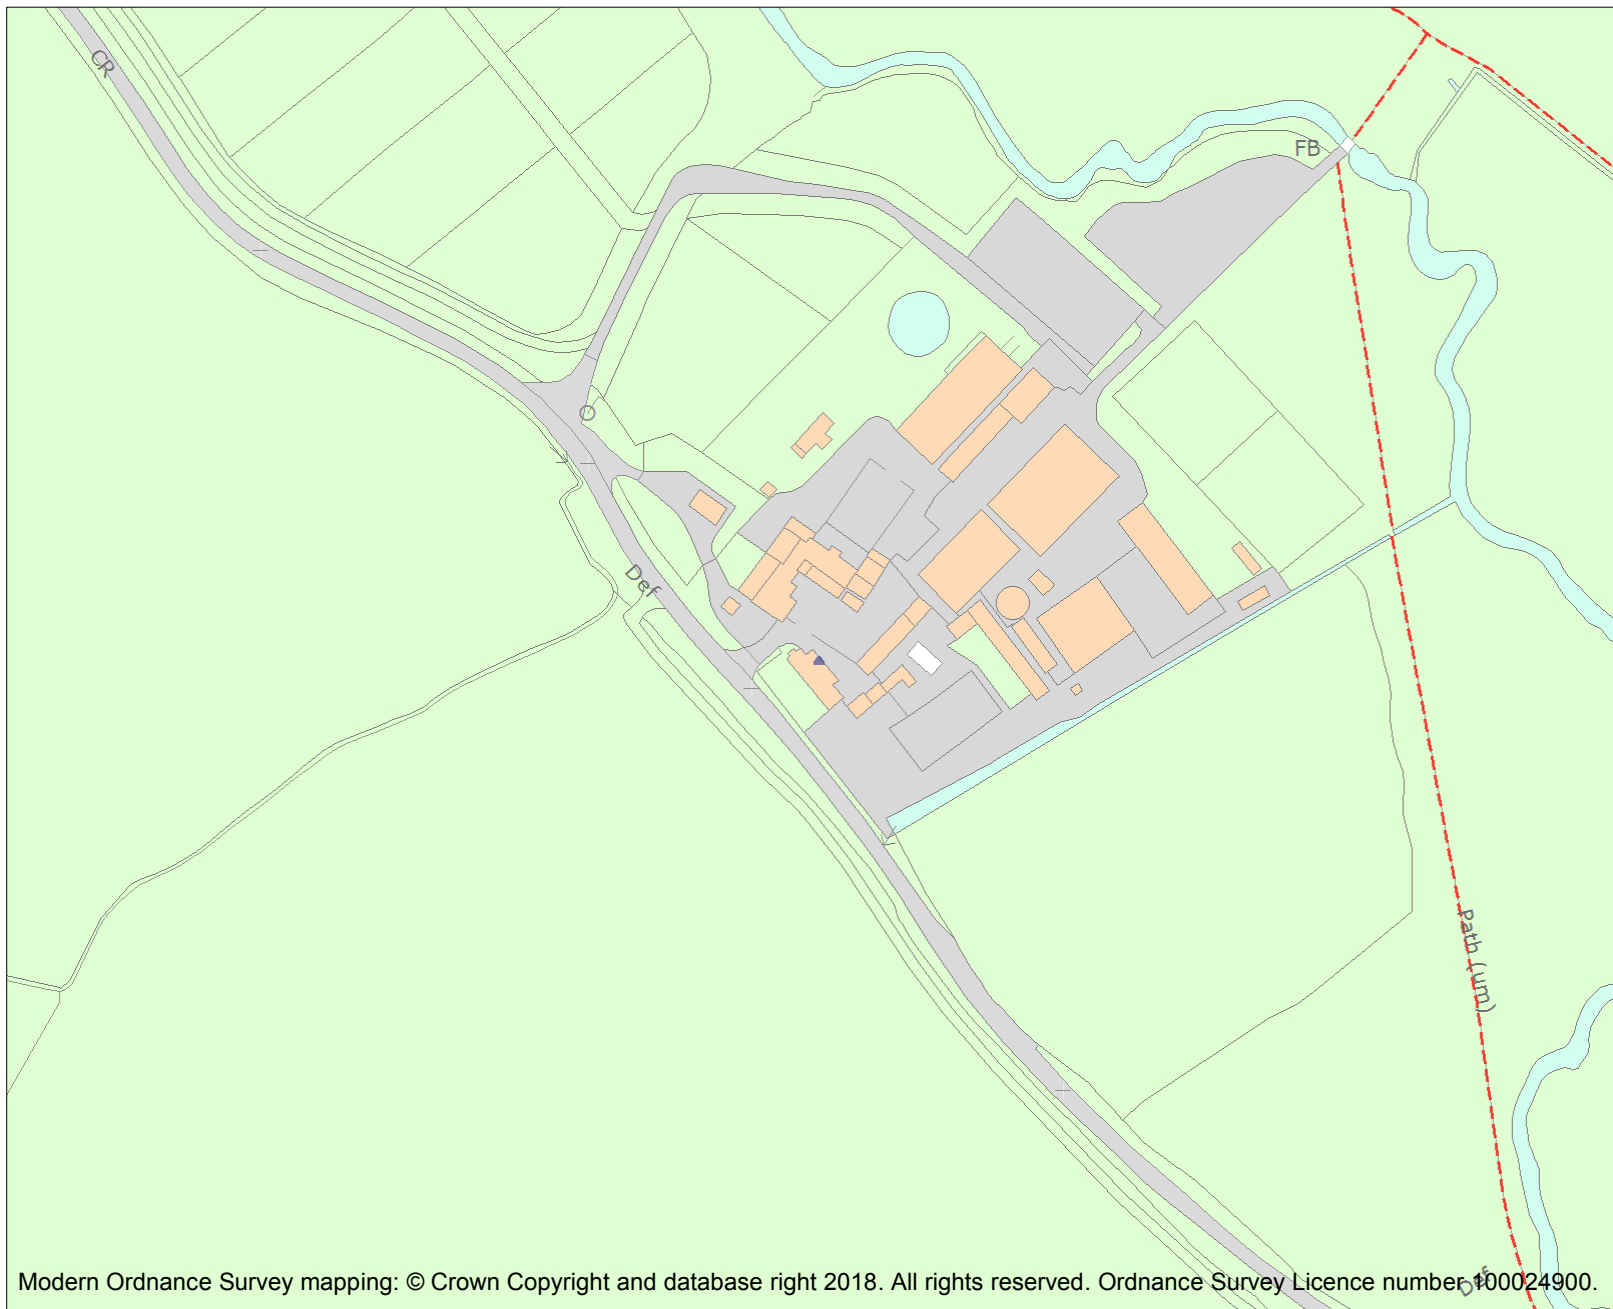 CR
FB
Def
Path (um)
Def
Modern Ordnance Survey mapping: © Crown Copyright and database right 2018. All rights reserved. Ordnance Survey Licence number 100024900.